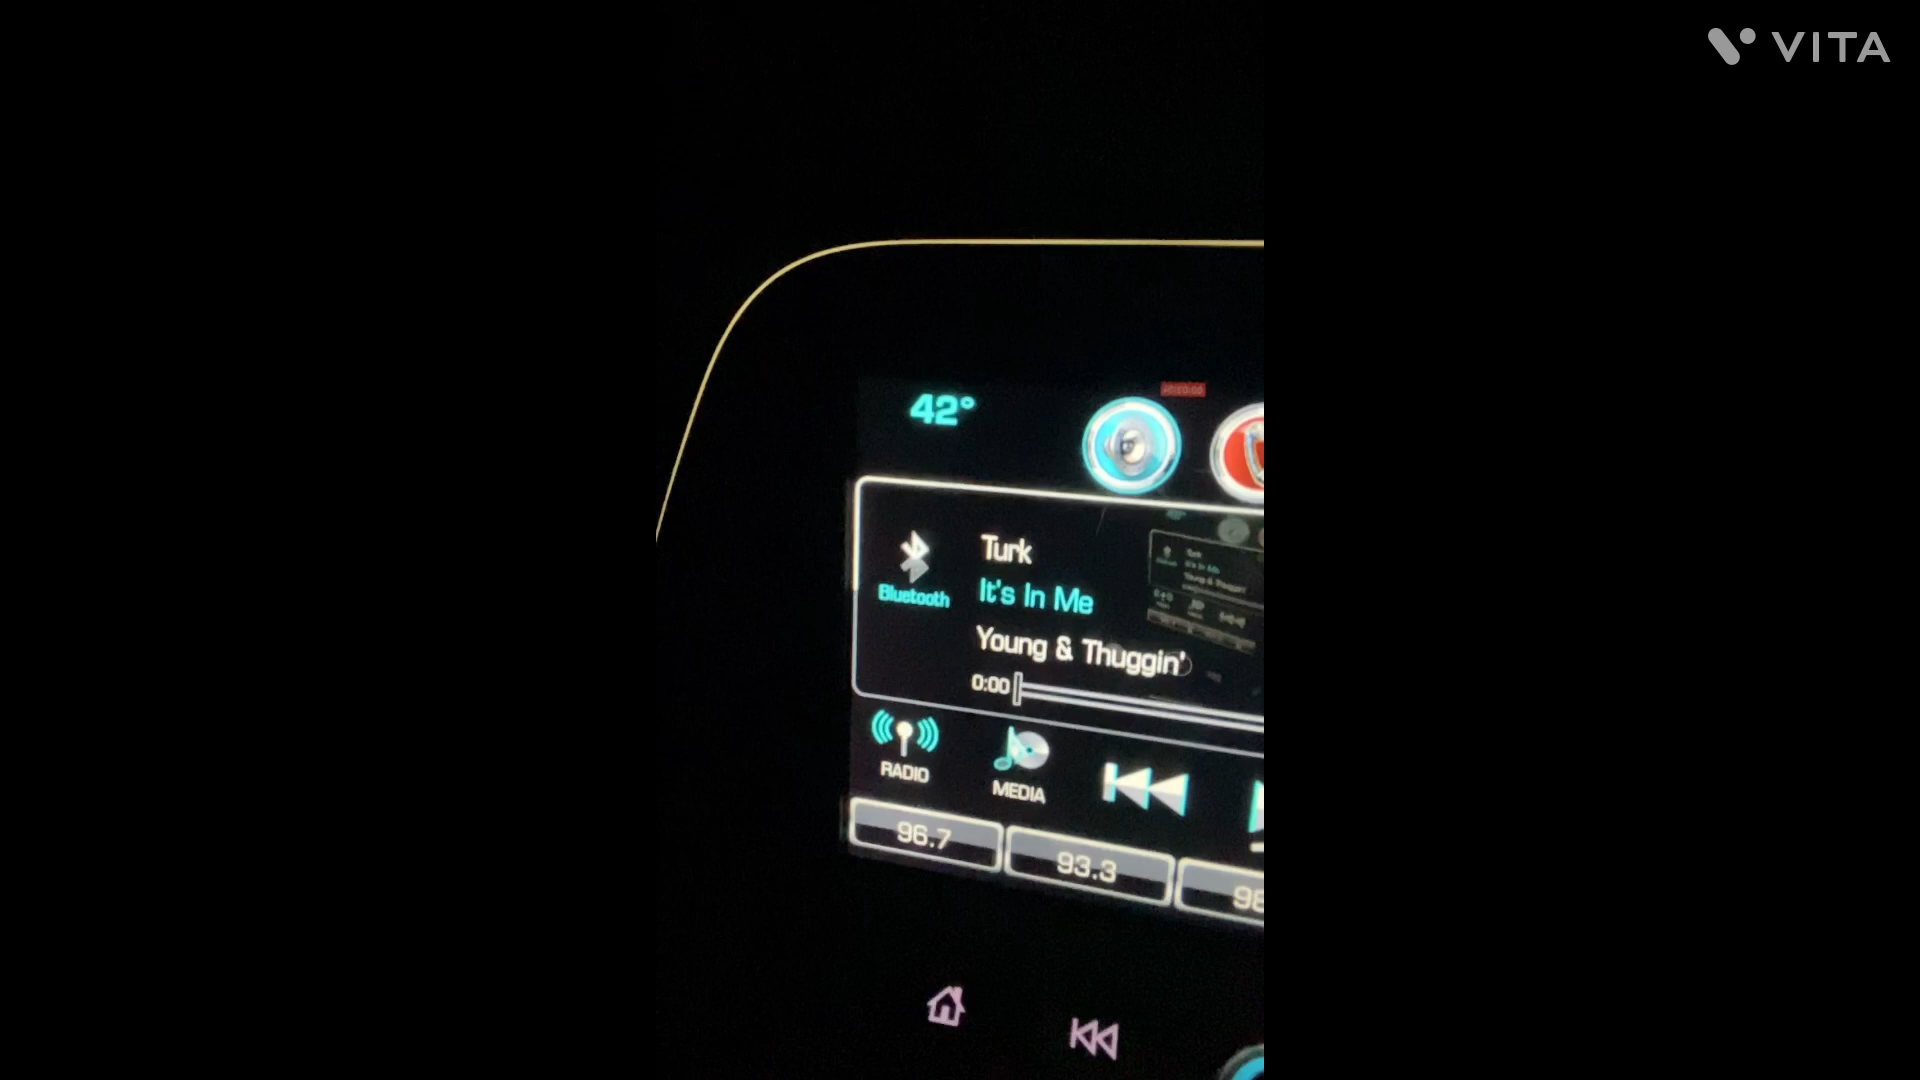 VITA
42°
Turk
Bluetooth
It's In Me
Young & Thuggin'
0:00
RADIO
MEDIA
96.7
93.3